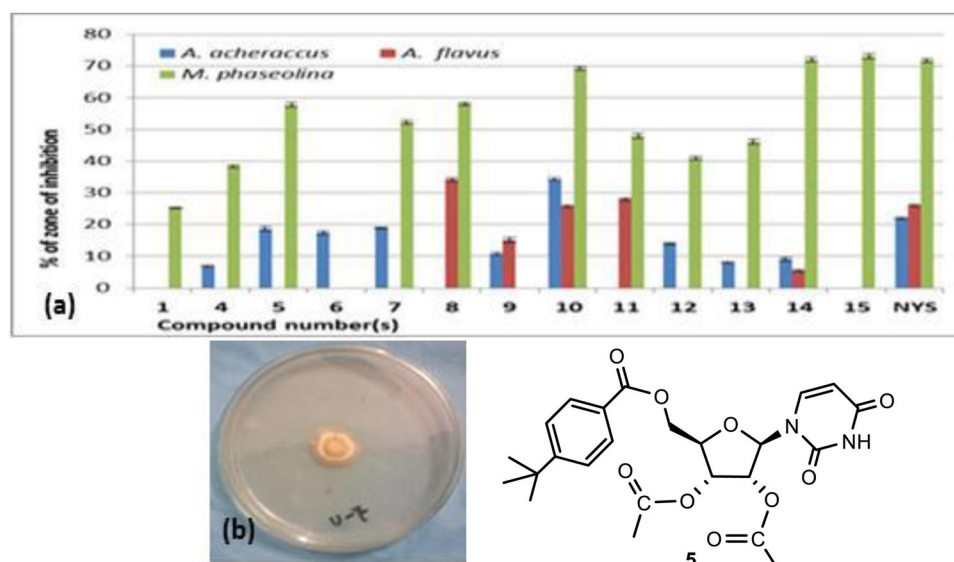 80
70
60
50
40
30
20
10
0
% of zone of inhibition
A. acheraccus
A. flavus
M. phaseolina
1 4 5 6 7 8 9 10 11 12 13 14 15 NYS
Compound number(s)
(a)
(b)
U-7
O
O
O
N
O
NH
O
O
C
O
O
O
C
5